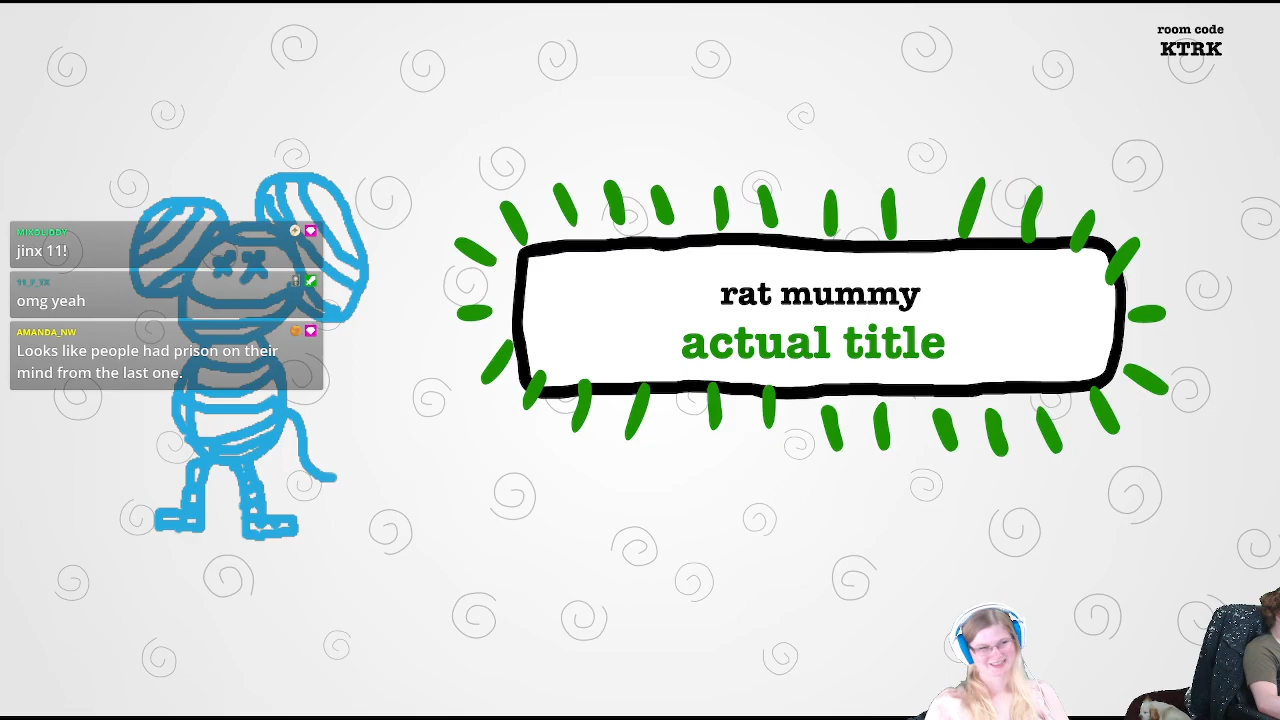 room code
KTRK
MIXOLIDDY
jinx 11!
omg yeah
AMANDA_NW
Looks like people had prison on their
mind from the last one.
rat mummy
actual title